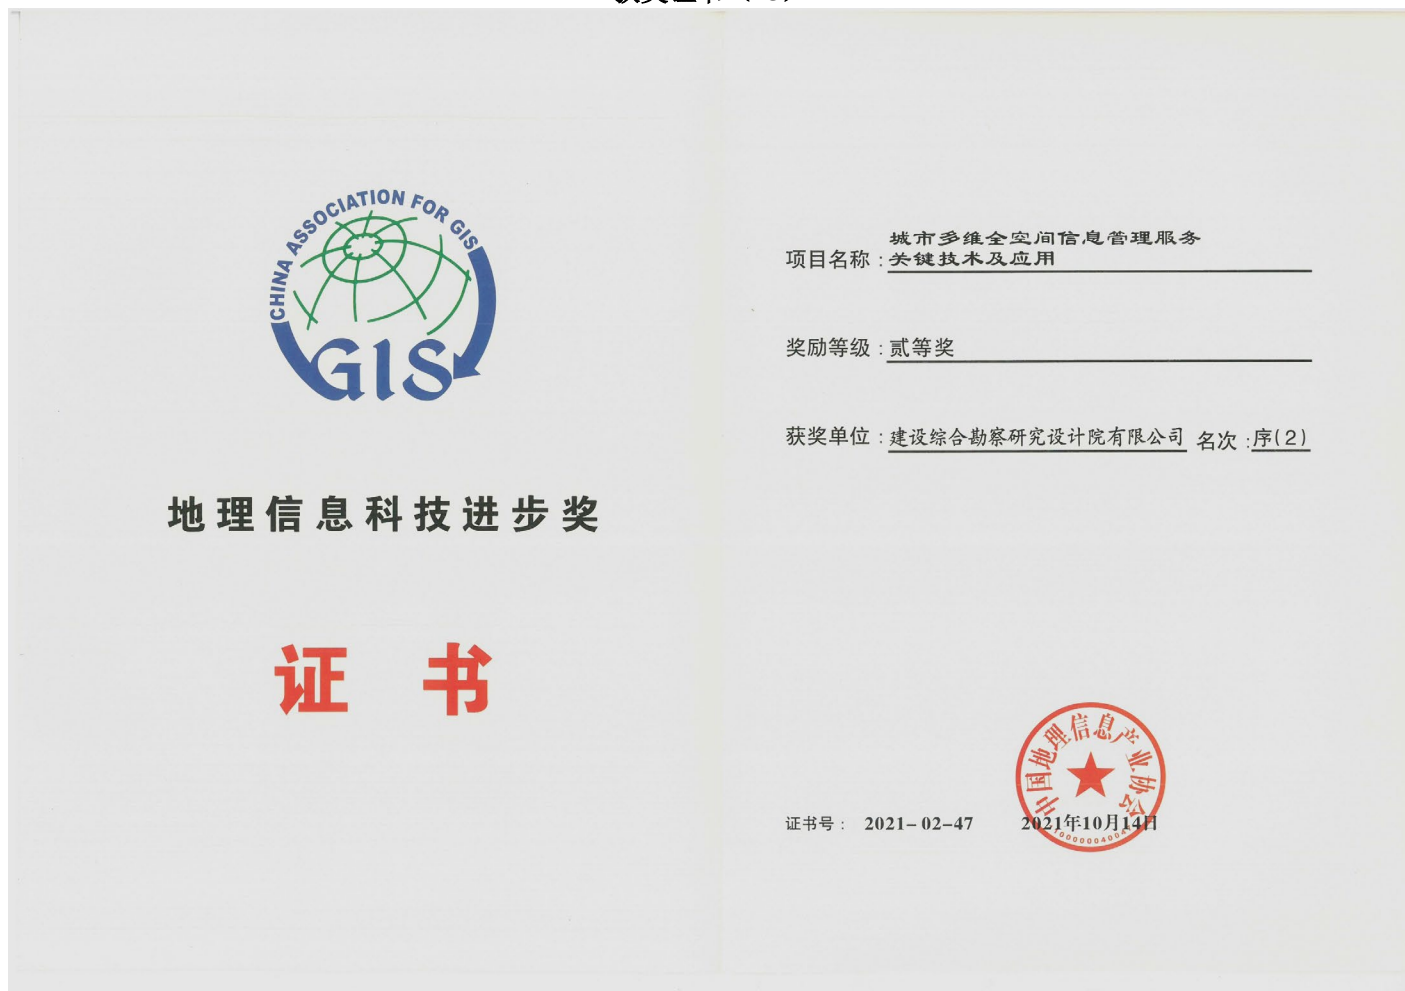 CHINA ASSOCIATION FOR GIS
GIS
地理信息科技进步奖
证 书
城市多维全空间信息管理服务
项目名称：关键技术及应用
奖励等级：贰等奖
获奖单位：建设综合勘察研究设计院有限公司 名次：序(2)
中国地理信息产业协会
证书号： 2021-02-47 2021年10月14日